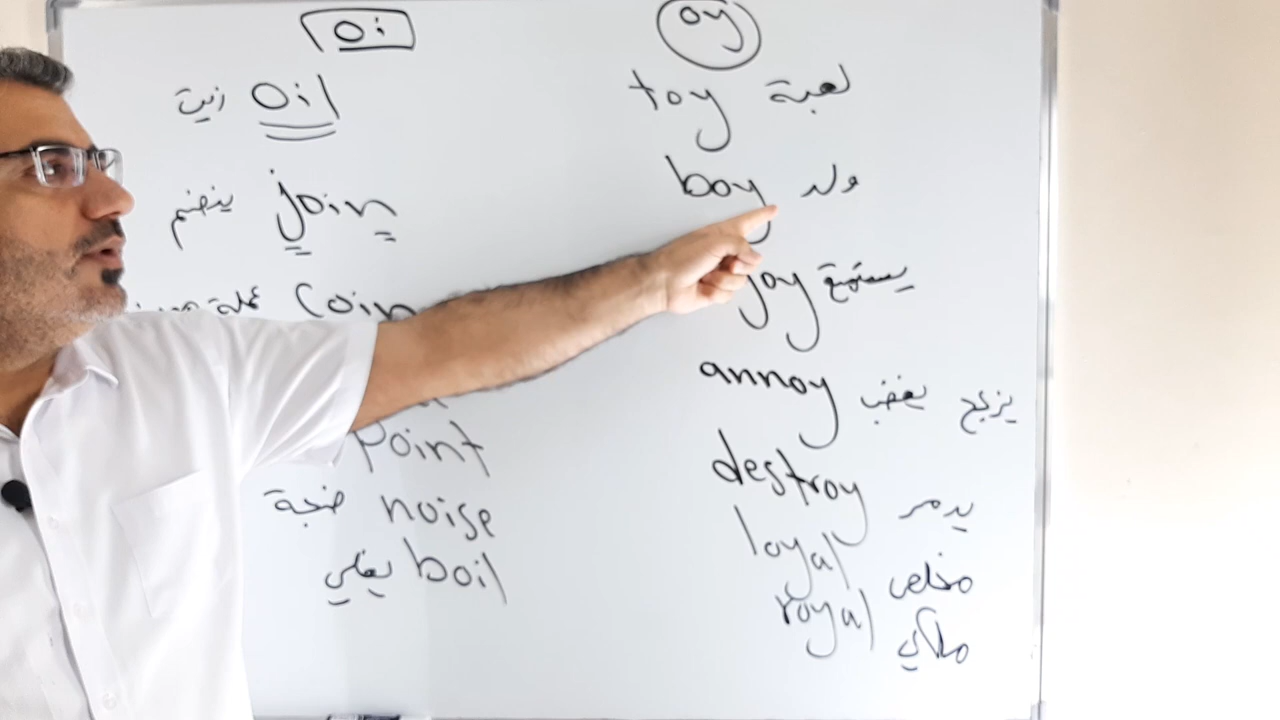 oi
oil زيت
join ينضم
coin عملة
point
noise ضجة
boil يغلي
oy
toy لعبة
boy ولد
joy يستمتع
annoy يزعج يغضب
destroy يدمر
loyal مخلص
royal ملكي